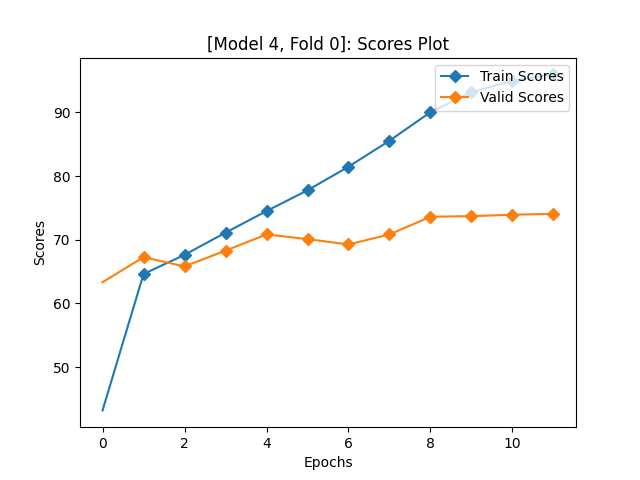 [Model 4, Fold 0]: Scores Plot
Train Scores
Valid Scores
90
80
70
60
50
Scores
0 2 4 6 8 10
Epochs